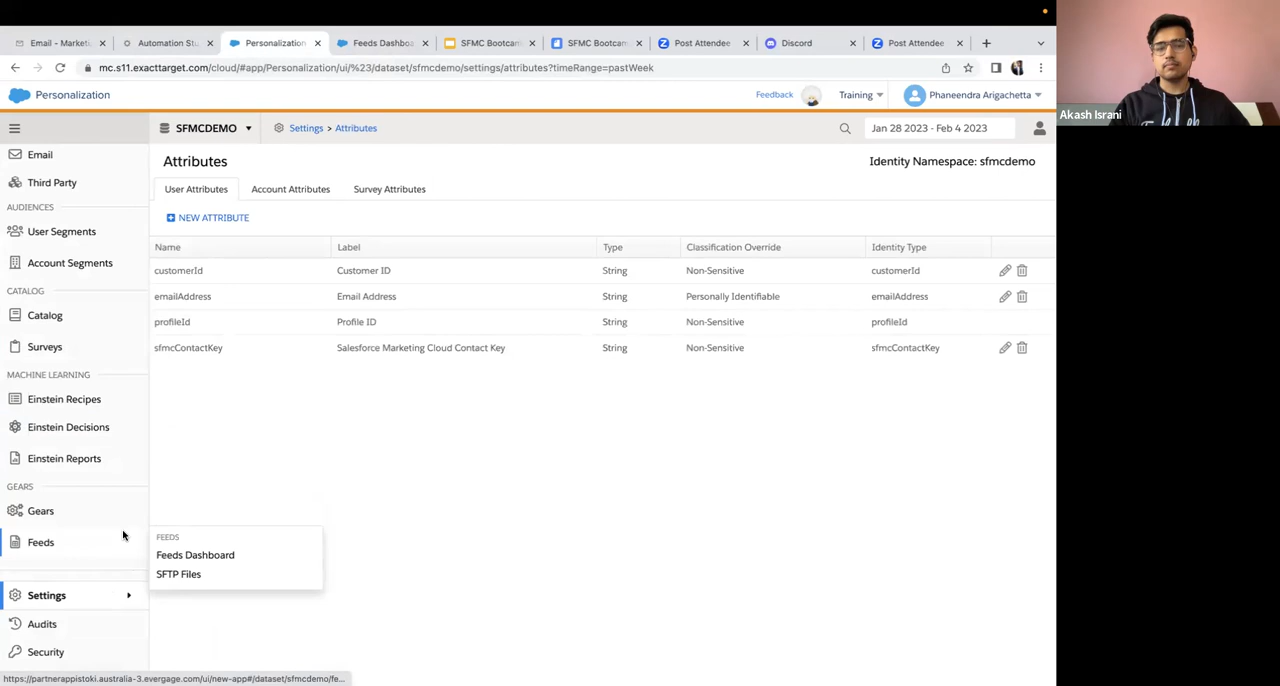 Email - Marketi
Automation Stu
Personalization
Feeds Dashboa
SFMC Bootcam
SFMC Bootcam
Post Attendee
Discord
Post Attendee
mc.s11.exacttarget.com/cloud/#app/Personalization/ui/%23/dataset/sfmcdemo/settings/attributes?timeRange=pastWeek
Personalization
Feedback
Training
Phaneendra Arigachetta
Akash Israni
SFMCDEMO
Settings > Attributes
Jan 28 2023 - Feb 4 2023
Email
Third Party
AUDIENCES
User Segments
Account Segments
CATALOG
Catalog
Surveys
MACHINE LEARNING
Einstein Recipes
Einstein Decisions
Einstein Reports
GEARS
Gears
Feeds
Settings
Audits
Security
Attributes
Identity Namespace: sfmcdemo
User Attributes
Account Attributes
Survey Attributes
NEW ATTRIBUTE
Name Label Type Classification Override Identity Type
customerId Customer ID String Non-Sensitive customerId
emailAddress Email Address String Personally Identifiable emailAddress
profileId Profile ID String Non-Sensitive profileId
sfmcContactKey Salesforce Marketing Cloud Contact Key String Non-Sensitive sfmcContactKey
FEEDS
Feeds Dashboard
SFTP Files
https://partnerappistoki.australia-3.evergage.com/ui/new-app#/dataset/sfmcdemo/fe...